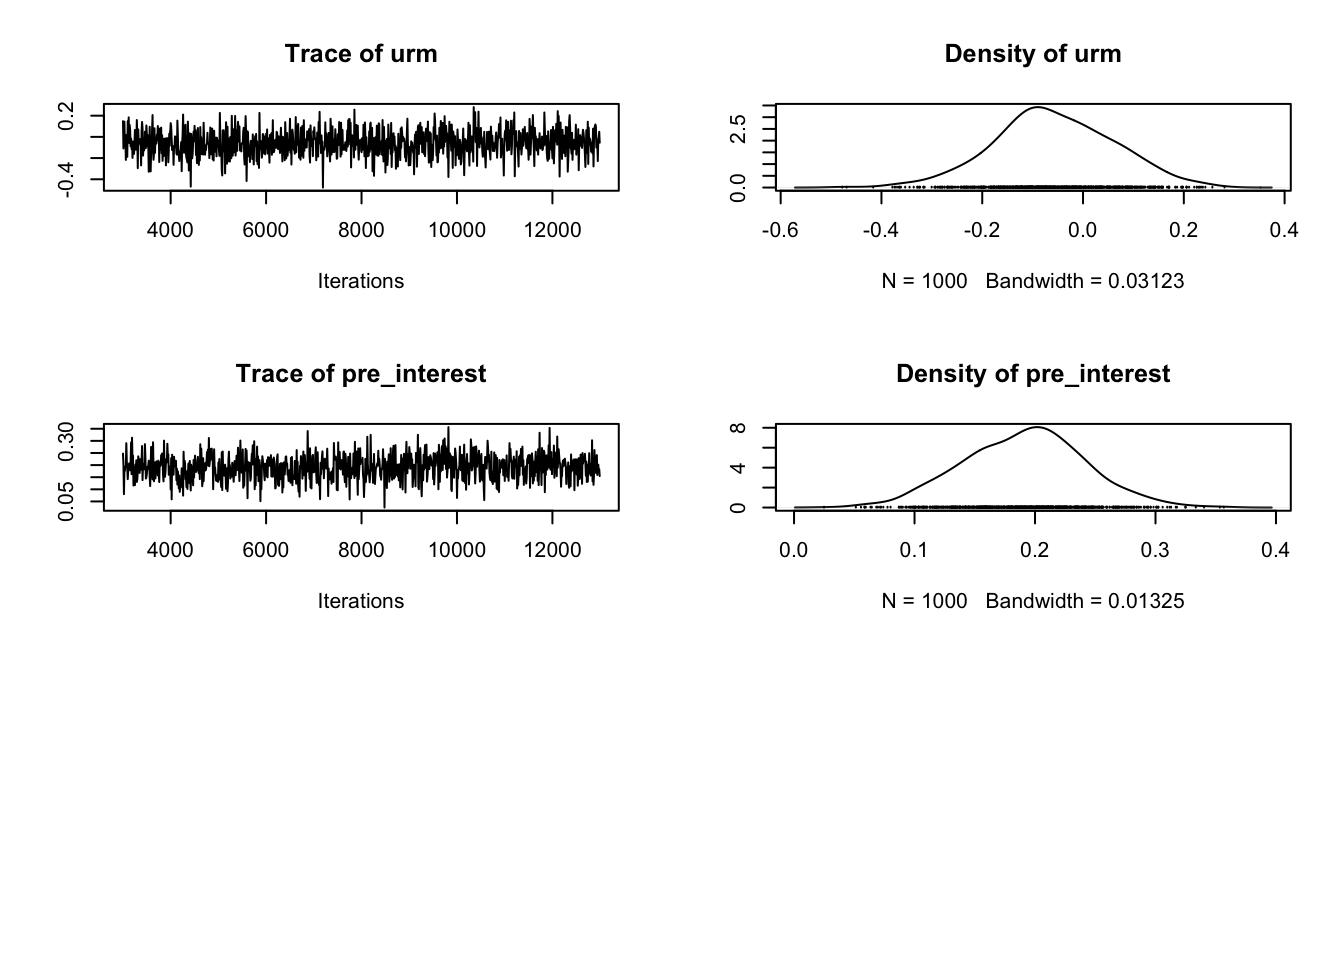 Trace of urm
0.2
-0.4
4000 6000 8000 10000 12000
Iterations
Density of urm
2.5
0.0
-0.6 -0.4 -0.2 0.0 0.2 0.4
N = 1000 Bandwidth = 0.03123
Trace of pre_interest
0.30
0.05
4000 6000 8000 10000 12000
Iterations
Density of pre_interest
8
4
0
0.0 0.1 0.2 0.3 0.4
N = 1000 Bandwidth = 0.01325